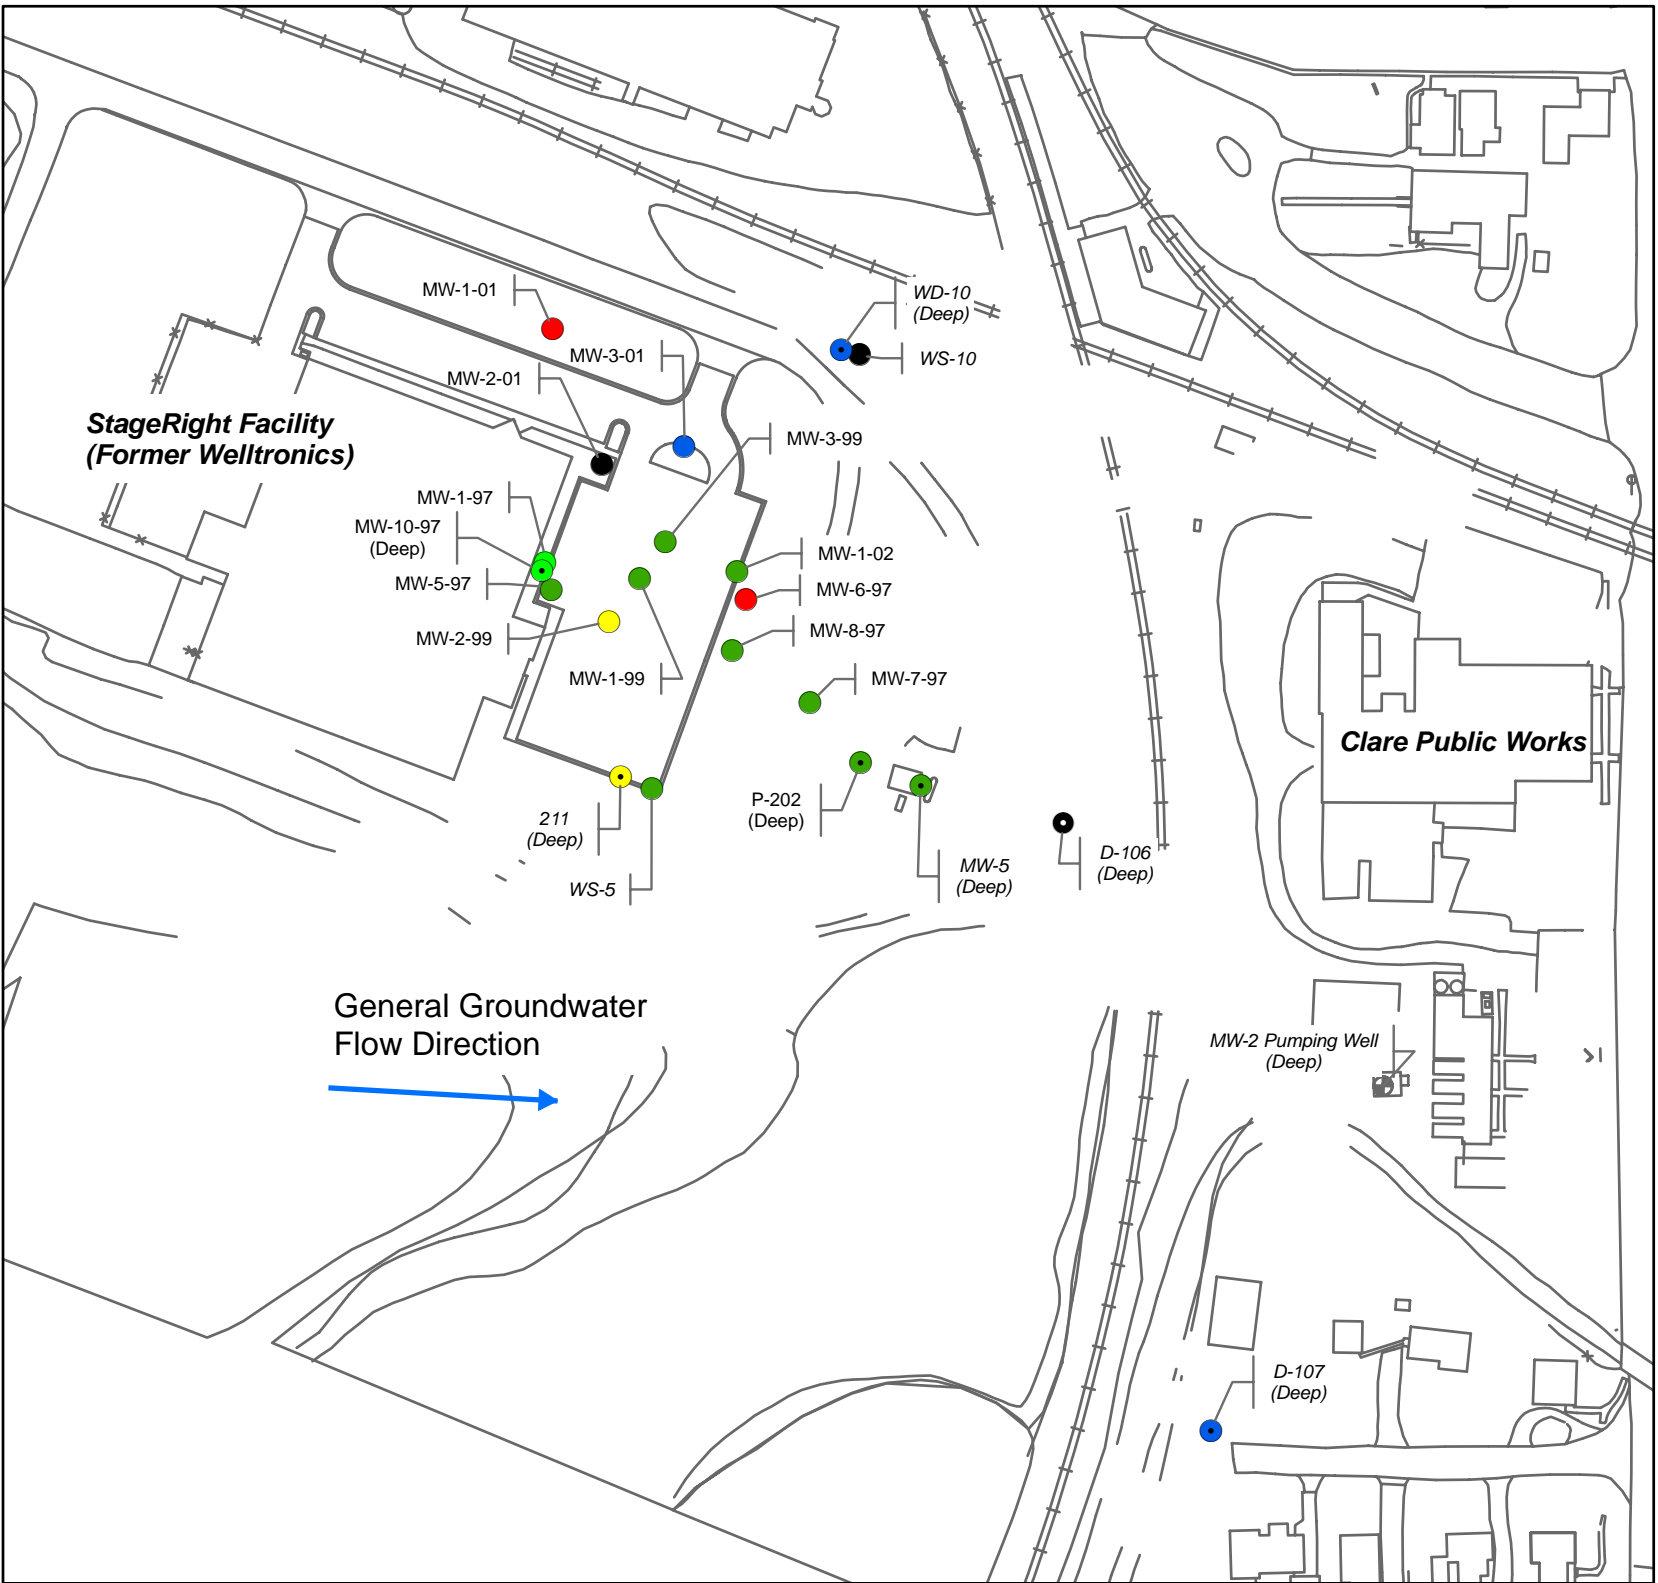 MW-1-01
WD-10
(Deep)
MW-3-01
WS-10
MW-2-01
StageRight Facility
(Former Welltronics)
MW-3-99
MW-1-97
MW-10-97
(Deep)
MW-1-02
MW-5-97
MW-6-97
MW-2-99
MW-8-97
MW-1-99
MW-7-97
Clare Public Works
P-202
(Deep)
211
(Deep)
D-106
(Deep)
MW-5
(Deep)
WS-5
General Groundwater
Flow Direction
MW-2 Pumping Well
(Deep)
D-107
(Deep)